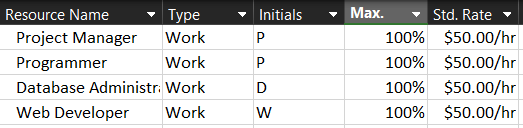 Resource Name Type Initials Max. Std. Rate
Project Manager Work P 100% $50.00/hr
Programmer Work P 100% $50.00/hr
Database Administra Work D 100% $50.00/hr
Web Developer Work W 100% $50.00/hr